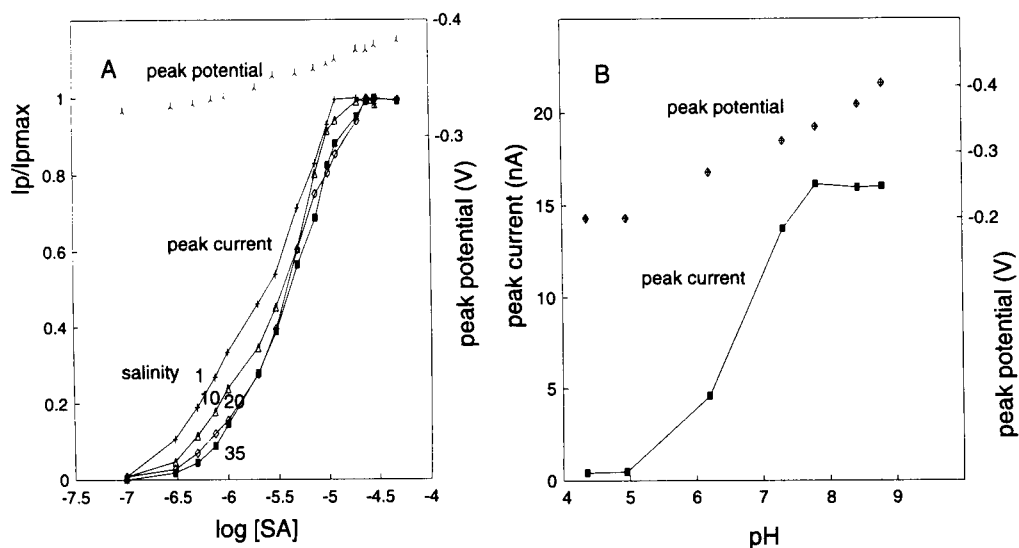 A
peak potential
peak current
salinity 1
10 20
35
Ip/Ipmax
1
0.8
0.6
0.4
0.2
0
-7.5 -7 -6.5 -6 -5.5 -5 -4.5 -4
log [SA]
-0.4
-0.3
peak potential (V)
B
peak potential
peak current
peak current (nA)
20
15
10
5
0
4 5 6 7 8 9
pH
-0.4
-0.3
-0.2
peak potential (V)